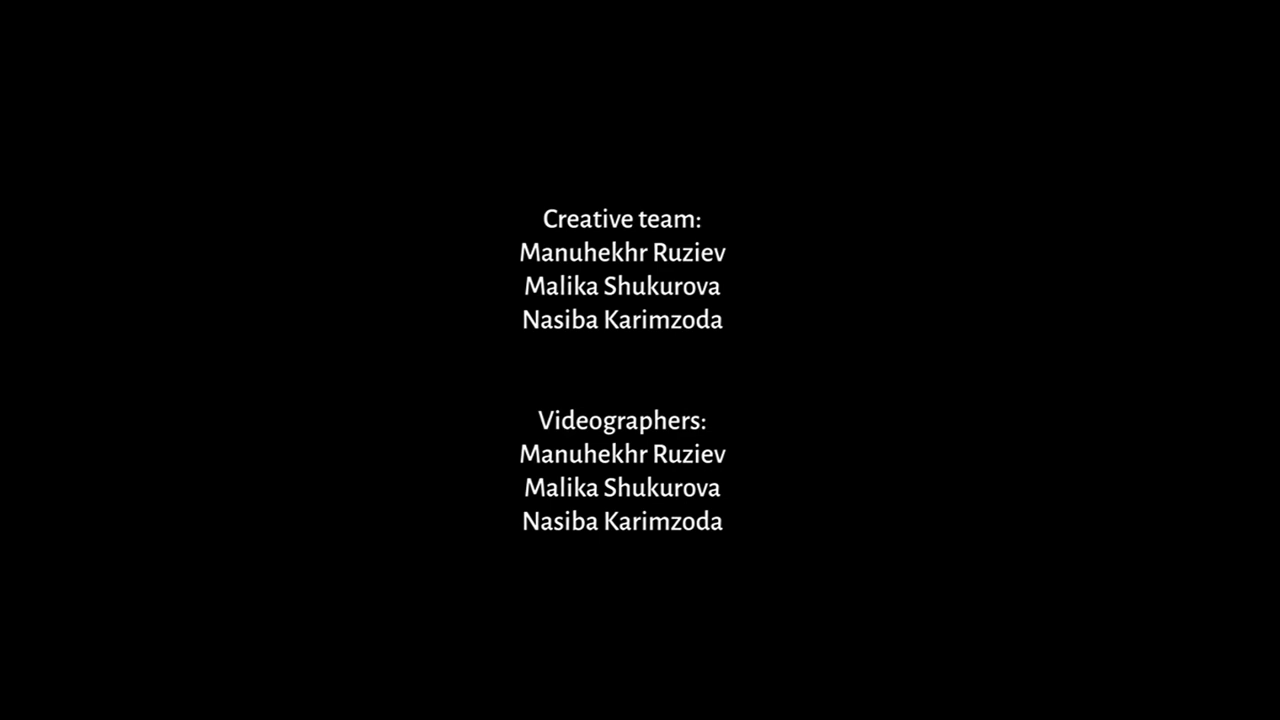 Creative team:
Manuhekhr Ruziev
Malika Shukurova
Nasiba Karimzoda
Videographers:
Manuhekhr Ruziev
Malika Shukurova
Nasiba Karimzoda